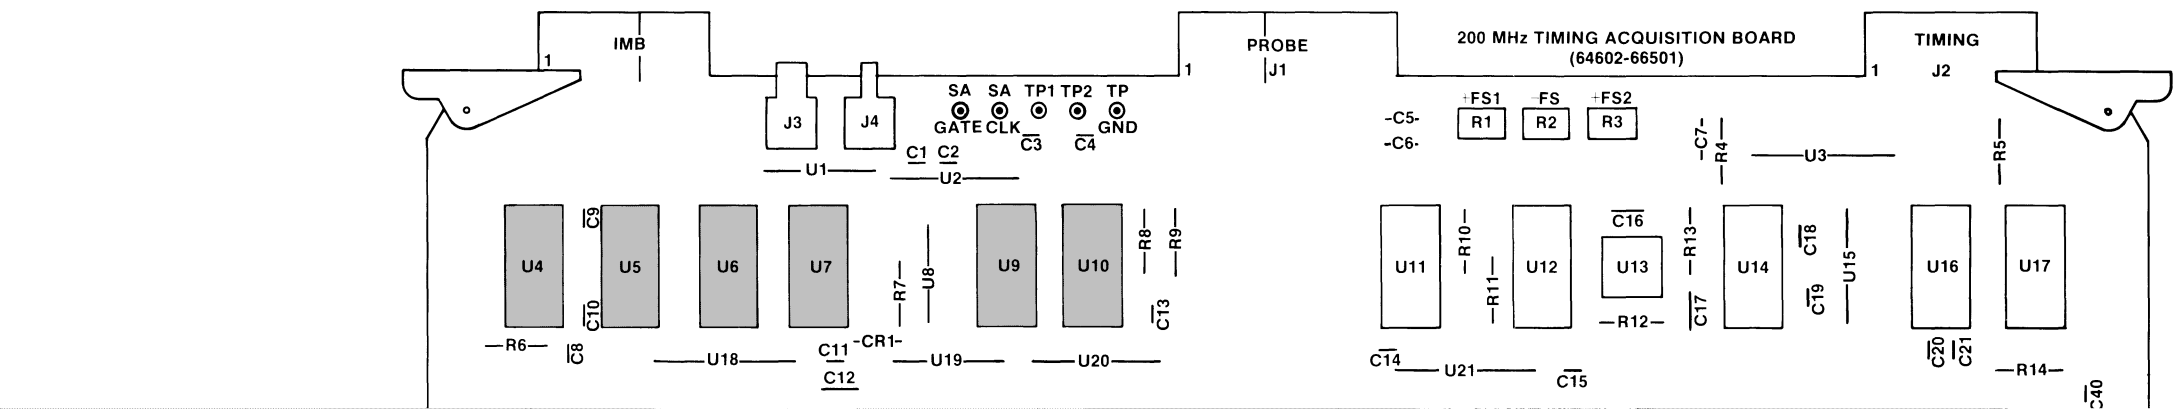 IMB
PROBE
200 MHz TIMING ACQUISITION BOARD
(64602-66501)
TIMING
1
1
J1
1
J2
SA SA TP1 TP2 TP
GATE CLK GND
+FS1 -FS +FS2
J3
J4
R1
R2
R3
C5
C6
C3
C4
C7
R4
U3
R5
C1
C2
U1
U2
C9
C16
U4
U5
U6
U7
R7
U8
U9
U10
R8
R9
U11
R10
R11
U12
U13
R13
U14
C18
U15
U16
U17
C10
C13
C17
C19
R12
R6
C8
CR1
C11
U18
U19
U20
C12
C14
U21
C15
C20
C21
R14
C40